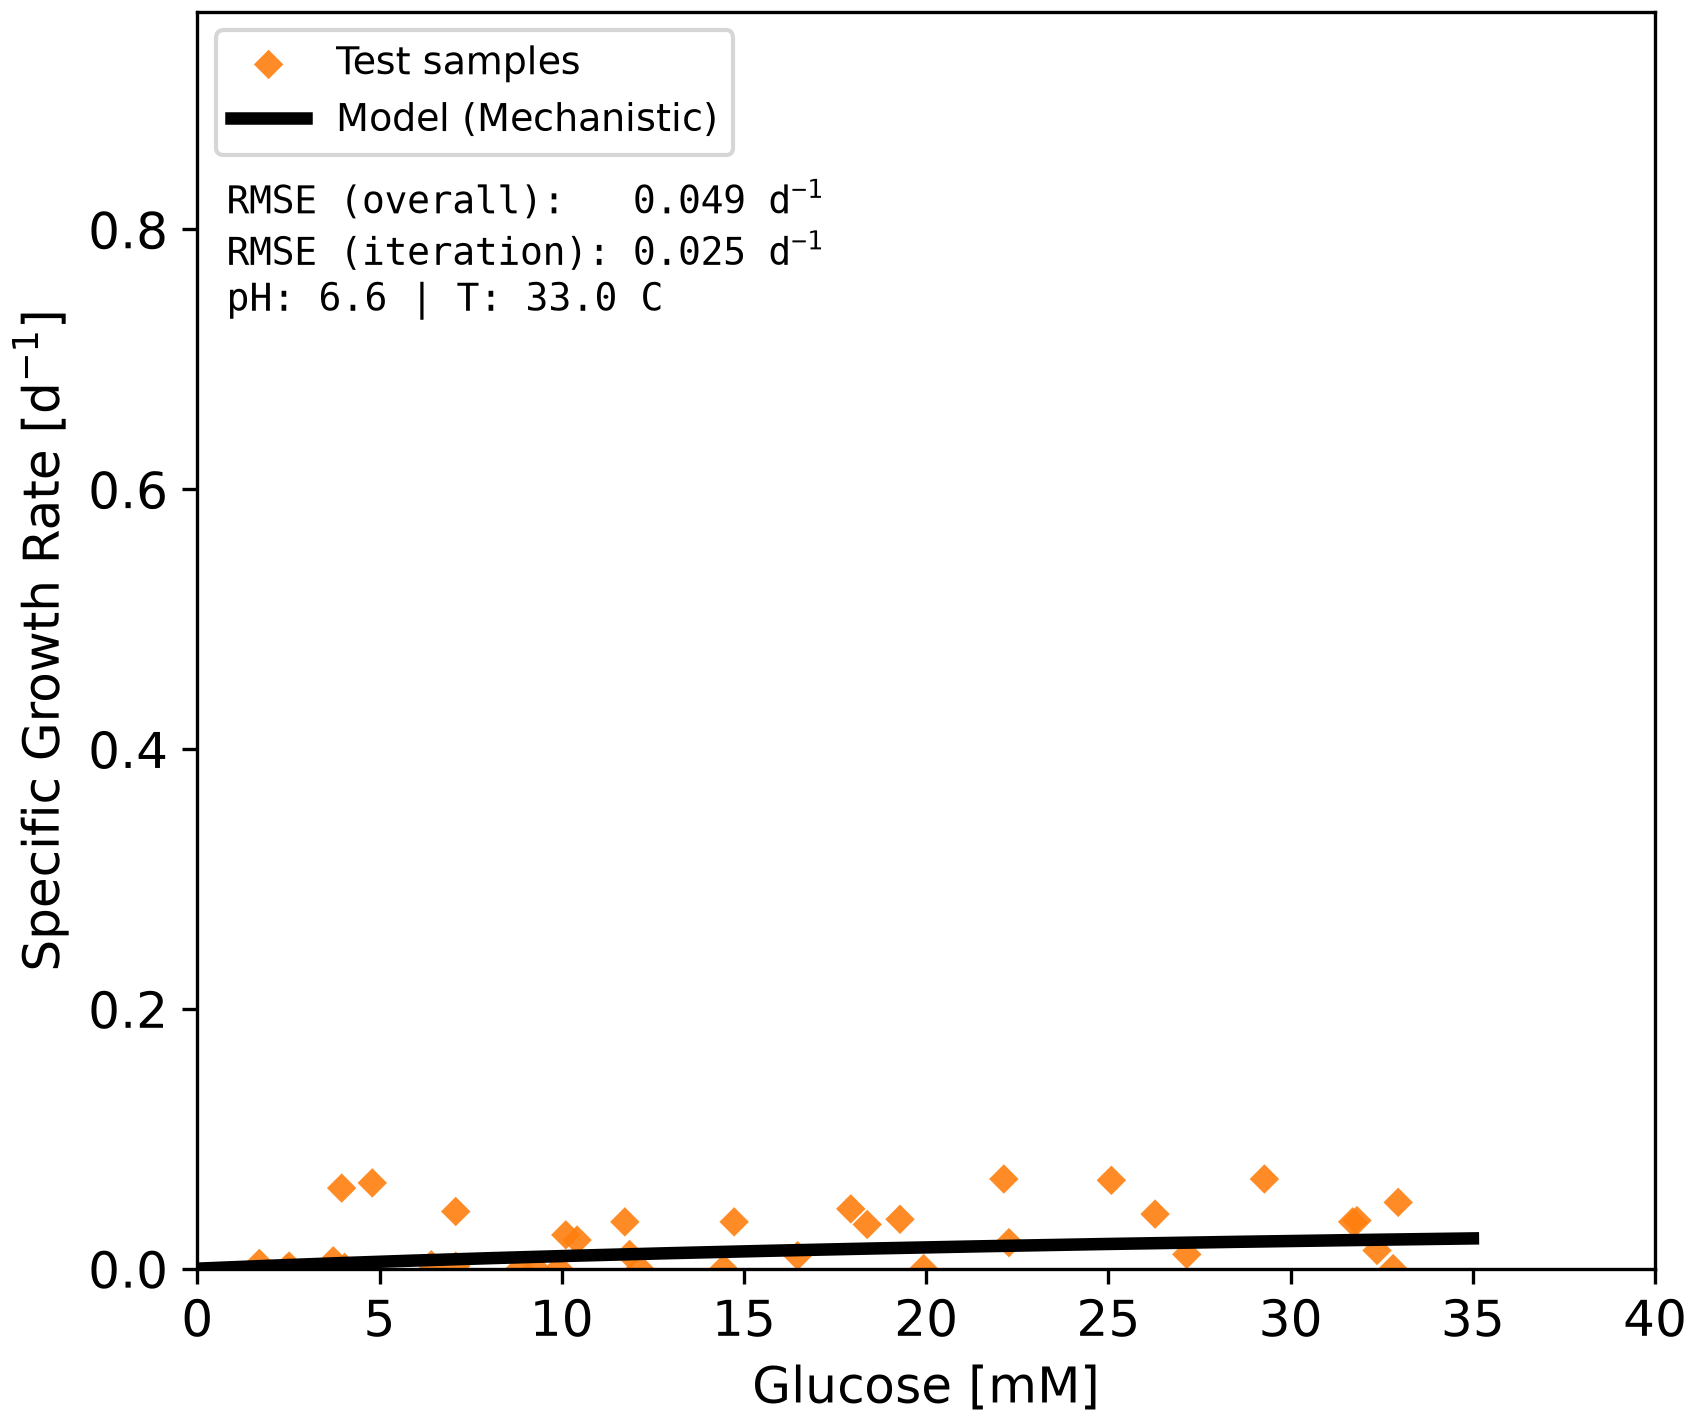 Test samples
Model (Mechanistic)
RMSE (overall):   0.049 d⁻¹
RMSE (iteration): 0.025 d⁻¹
pH: 6.6 | T: 33.0 C
Specific Growth Rate [d⁻¹]
0.8
0.6
0.4
0.2
0.0
0 5 10 15 20 25 30 35 40
Glucose [mM]